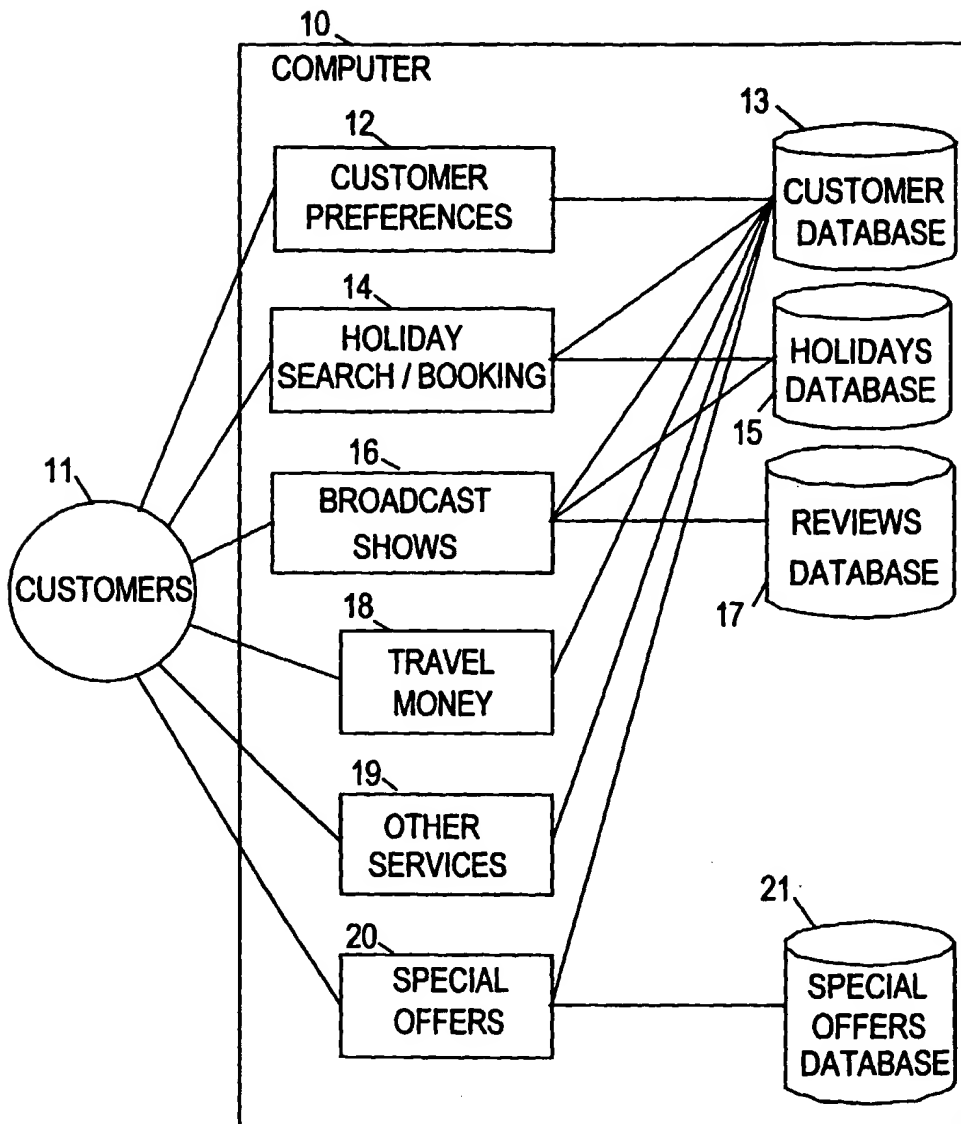 10
COMPUTER
12
CUSTOMER
PREFERENCES
13
CUSTOMER
DATABASE
14
HOLIDAY
SEARCH / BOOKING
HOLIDAYS
DATABASE
15
11
CUSTOMERS
16
BROADCAST
SHOWS
REVIEWS
DATABASE
17
18
TRAVEL
MONEY
19
OTHER
SERVICES
20
SPECIAL
OFFERS
21
SPECIAL
OFFERS
DATABASE